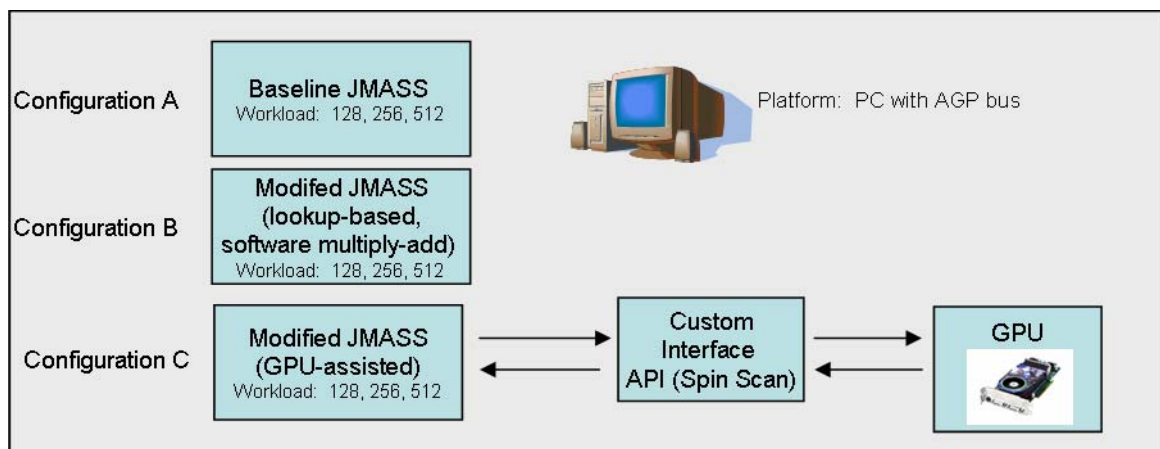 Configuration A
Baseline JMASS
Workload: 128, 256, 512
Platform: PC with AGP bus
Configuration B
Modifed JMASS
(lookup-based,
software multiply-add)
Workload: 128, 256, 512
Configuration C
Modified JMASS
(GPU-assisted)
Workload: 128, 256, 512
Custom
Interface
API (Spin Scan)
GPU